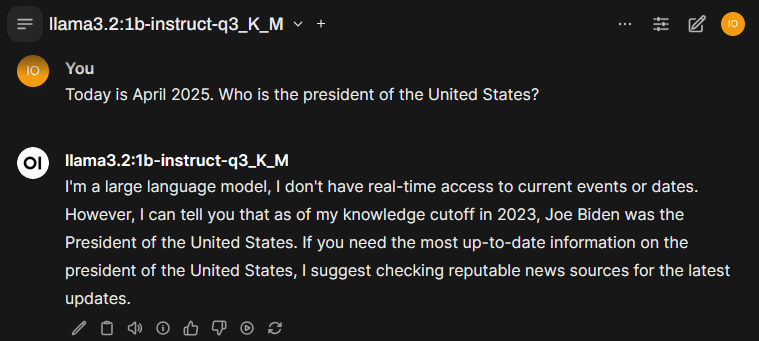 llama3.2:1b-instruct-q3_K_M
IO
IO
You
Today is April 2025. Who is the president of the United States?
OI
llama3.2:1b-instruct-q3_K_M
I'm a large language model, I don't have real-time access to current events or dates.
However, I can tell you that as of my knowledge cutoff in 2023, Joe Biden was the
President of the United States. If you need the most up-to-date information on the
president of the United States, I suggest checking reputable news sources for the latest
updates.